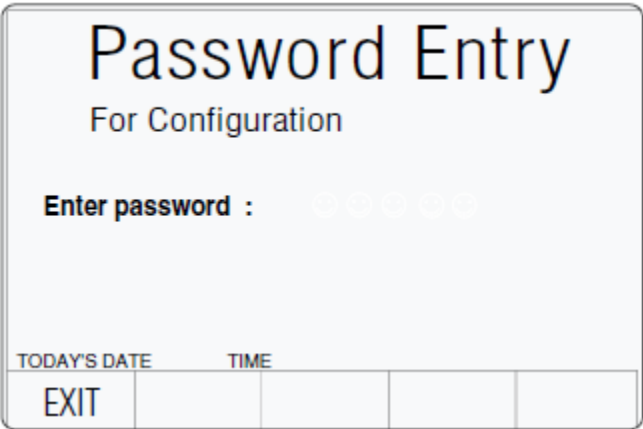 Password Entry
For Configuration
Enter password :
TODAY'S DATE TIME
EXIT